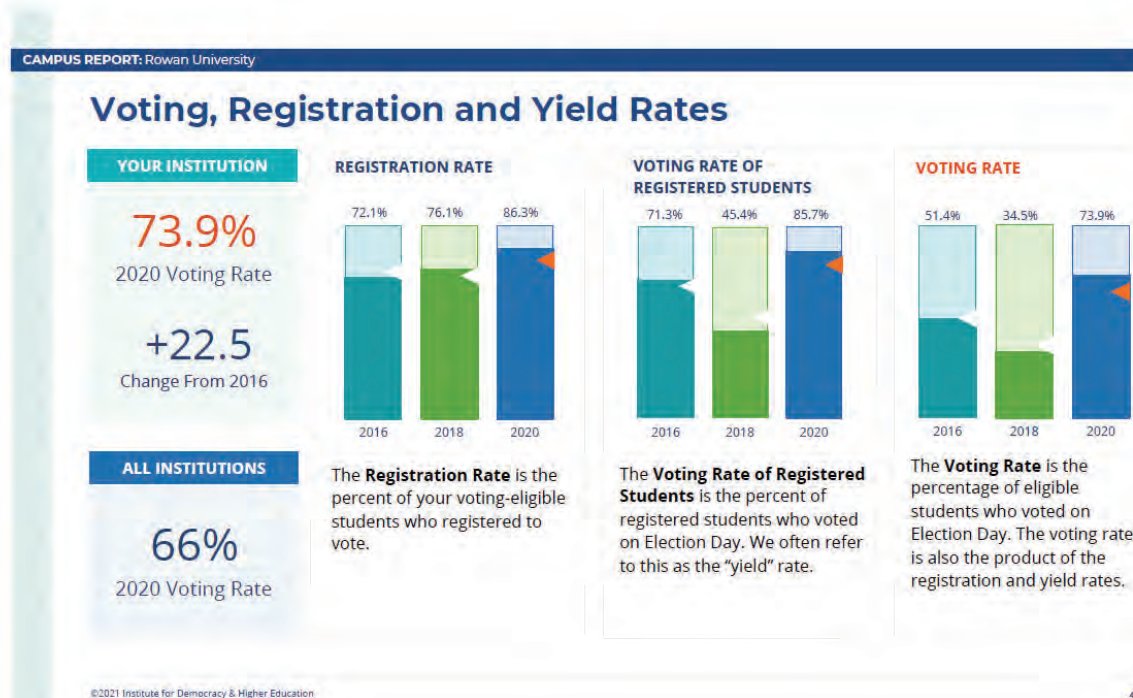 CAMPUS REPORT: Rowan University
Voting, Registration and Yield Rates
YOUR INSTITUTION
73.9%
2020 Voting Rate
+22.5
Change From 2016
ALL INSTITUTIONS
66%
2020 Voting Rate
REGISTRATION RATE
72.1% 76.1% 86.3%
2016 2018 2020
The Registration Rate is the
percent of your voting-eligible
students who registered to
vote.
VOTING RATE OF
REGISTERED STUDENTS
71.3% 45.4% 85.7%
2016 2018 2020
The Voting Rate of Registered
Students is the percent of
registered students who voted
on Election Day. We often refer
to this as the “yield” rate.
VOTING RATE
51.4% 34.5% 73.9%
2016 2018 2020
The Voting Rate is the
percentage of eligible
students who voted on
Election Day. The voting rate
is also the product of the
registration and yield rates.
©2021 Institute for Democracy & Higher Education